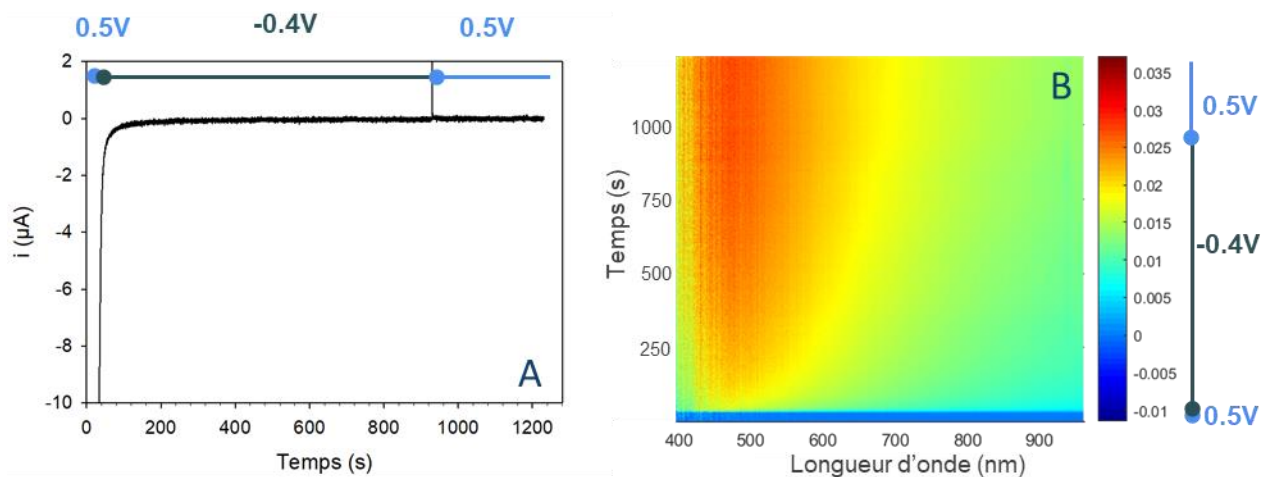 0.5V -0.4V 0.5V
2
0
-2
-4
-6
-8
-10
i (µA)
A
0 200 400 600 800 1000 1200
Temps (s)
B
1000
750
500
250
Temps (s)
400 500 600 700 800 900
Longueur d'onde (nm)
0.035
0.03
0.025
0.02
0.015
0.01
0.005
0
-0.005
-0.01
0.5V
-0.4V
0.5V